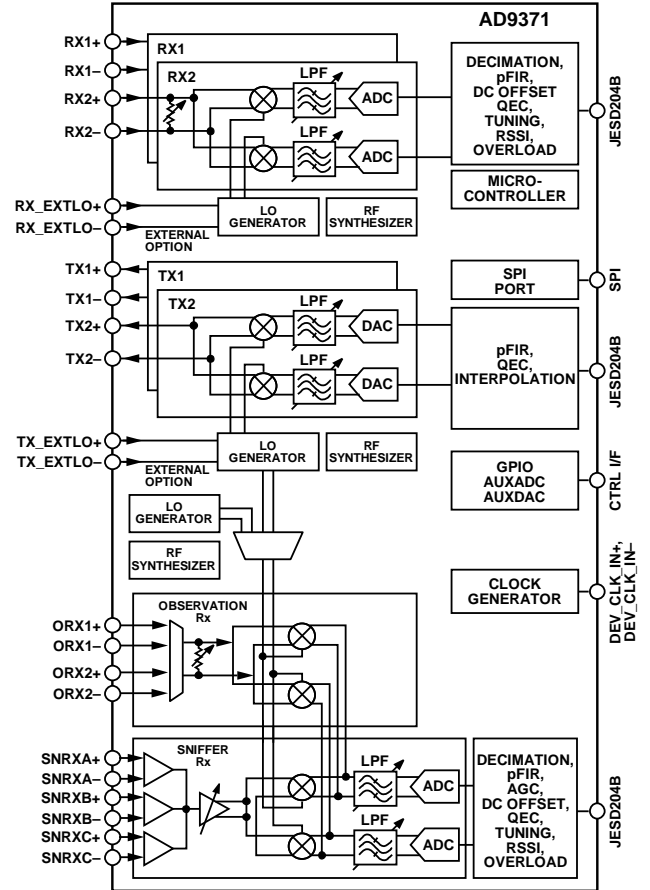 AD9371
RX1+
RX1–
RX2+
RX2–
RX1
RX2
LPF
ADC
LPF
ADC
DECIMATION,
pFIR,
DC OFFSET
QEC,
TUNING,
RSSI,
OVERLOAD
JESD204B
MICRO-
CONTROLLER
RX_EXTLO+
RX_EXTLO–
EXTERNAL
OPTION
LO
GENERATOR
RF
SYNTHESIZER
TX1+
TX1–
TX2+
TX2–
TX1
TX2
LPF
DAC
LPF
DAC
SPI
PORT
SPI
pFIR,
QEC,
INTERPOLATION
JESD204B
TX_EXTLO+
TX_EXTLO–
EXTERNAL
OPTION
LO
GENERATOR
RF
SYNTHESIZER
GPIO
AUXADC
AUXDAC
CTRL I/F
LO
GENERATOR
RF
SYNTHESIZER
CLOCK
GENERATOR
DEV_CLK_IN+,
DEV_CLK_IN–
OBSERVATION
Rx
ORX1+
ORX1–
ORX2+
ORX2–
SNIFFER
Rx
SNRXA+
SNRXA–
SNRXB+
SNRXB–
SNRXC+
SNRXC–
LPF
ADC
LPF
ADC
DECIMATION,
pFIR,
AGC,
DC OFFSET,
QEC,
TUNING,
RSSI,
OVERLOAD
JESD204B